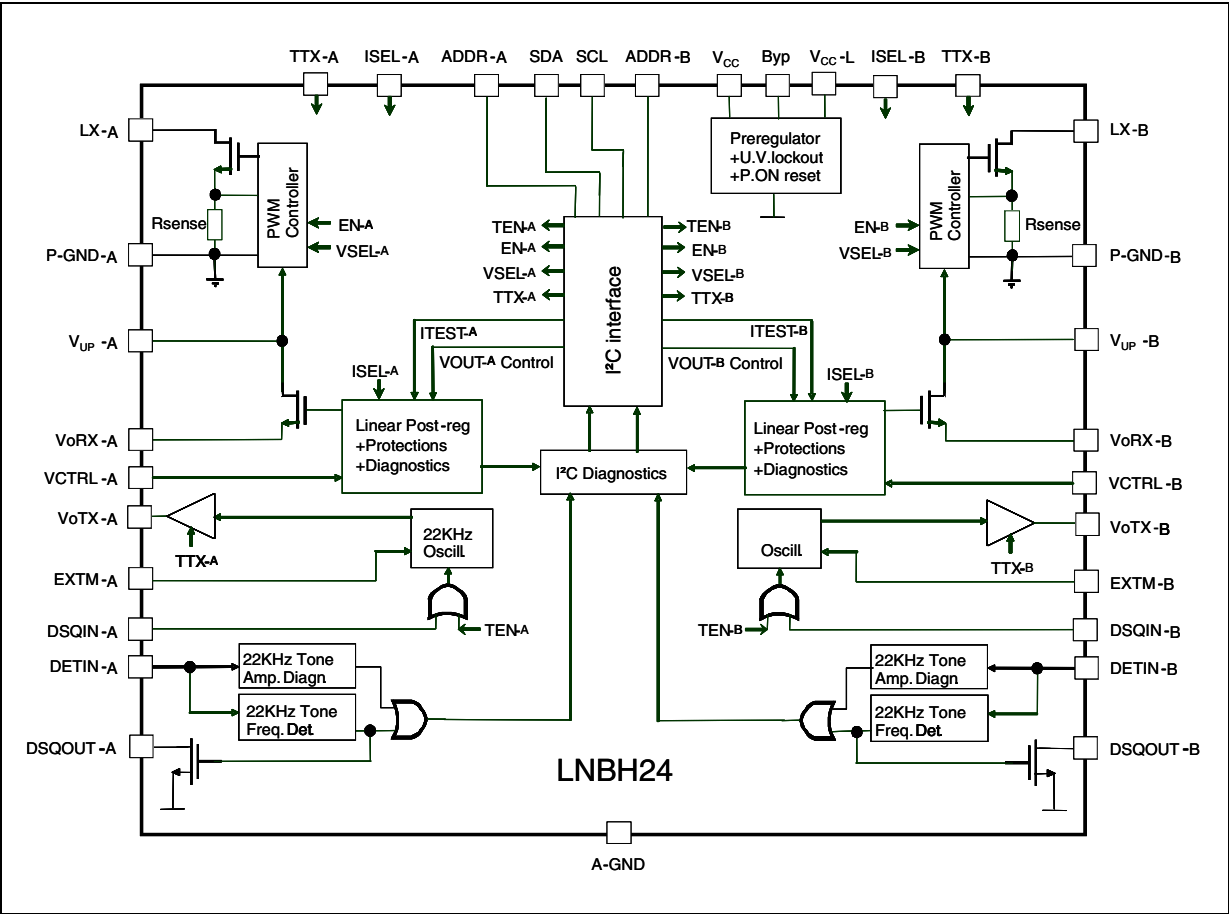 TTX-A ISEL-A ADDR-A SDA SCL ADDR-B VCC Byp VCC-L ISEL-B TTX-B
LX-A
LX-B
Preregulator
+U.V.lockout
+P.ON reset
PWM
Controller
PWM
Controller
Rsense
Rsense
EN-A
VSEL-A
EN-B
VSEL-B
P-GND-A
P-GND-B
TEN-A
EN-A
VSEL-A
TTX-A
I²C interface
TEN-B
EN-B
VSEL-B
TTX-B
VUP -A
VUP -B
ITEST-A
VOUT-A Control
ITEST-B
VOUT-B Control
ISEL-A
ISEL-B
Linear Post-reg
+Protections
+Diagnostics
Linear Post-reg
+Protections
+Diagnostics
I²C Diagnostics
VoRX-A
VoRX-B
VCTRL-A
VCTRL-B
VoTX-A
VoTX-B
TTX-A
TTX-B
22KHz
Oscill.
Oscill.
EXTM-A
EXTM-B
DSQIN-A
DSQIN-B
TEN-A
TEN-B
DETIN-A
DETIN-B
22KHz Tone
Amp. Diagn.
22KHz Tone
Freq. Det.
22KHz Tone
Amp. Diagn.
22KHz Tone
Freq. Det.
DSQOUT-A
DSQOUT-B
LNBH24
A-GND